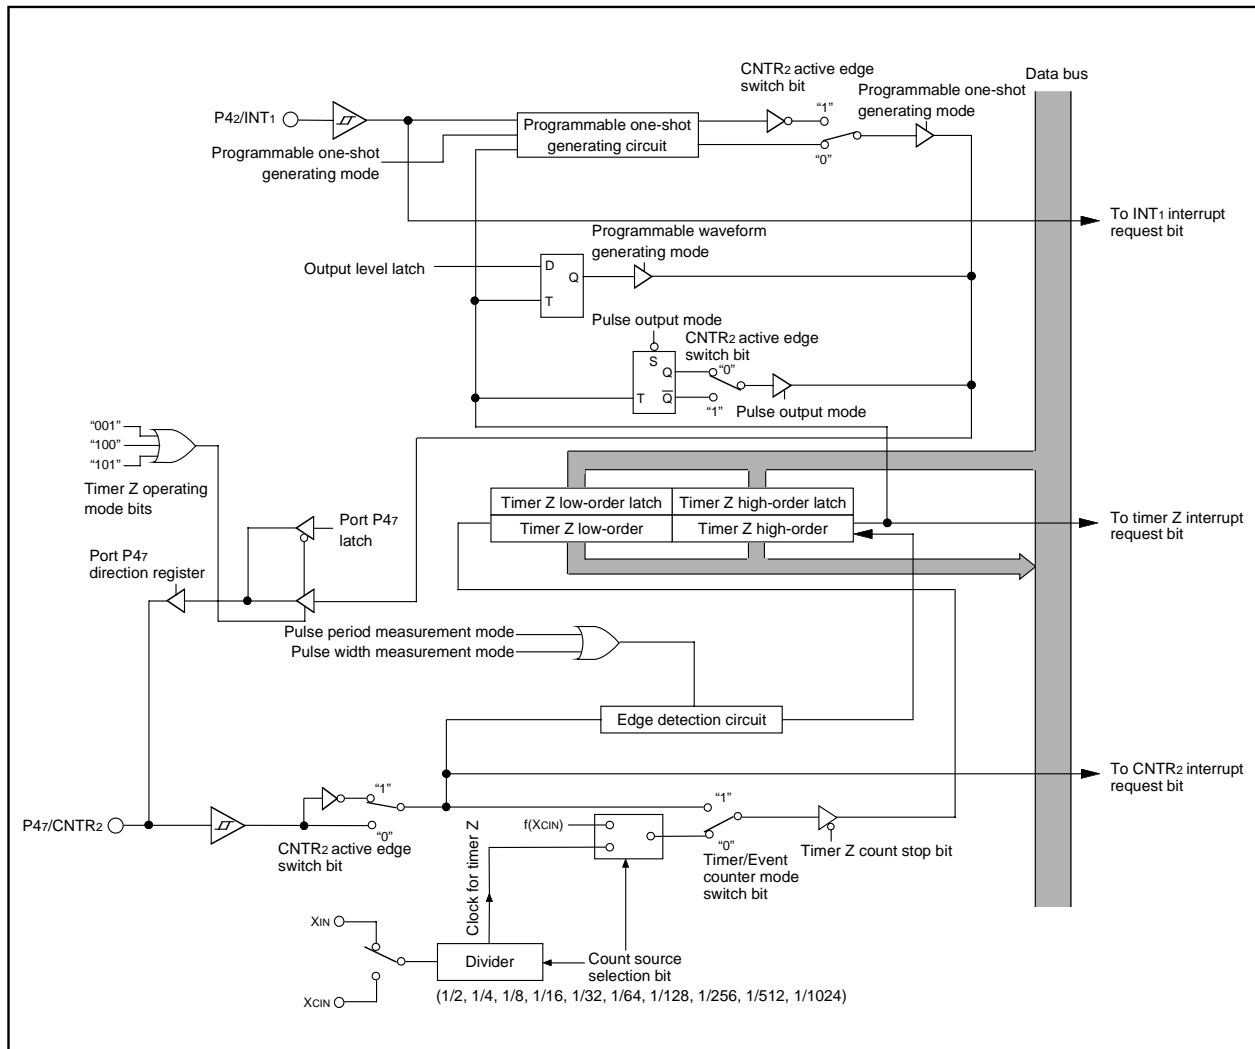 CNTR2 active edge
switch bit
Data bus
Programmable one-shot
generating mode
P42/INT1
"1"
Programmable one-shot
generating circuit
Programmable one-shot
generating mode
"0"
To INT1 interrupt
request bit
Programmable waveform
generating mode
Output level latch
D
Q
T
Pulse output mode
CNTR2 active edge
switch bit
S
Q
"0"
T
Q
"1"
Pulse output mode
"001"
"100"
"101"
Timer Z operating
mode bits
Timer Z low-order latch
Timer Z high-order latch
Timer Z low-order
Timer Z high-order
To timer Z interrupt
request bit
Port P47
latch
Port P47
direction register
Pulse period measurement mode
Pulse width measurement mode
Edge detection circuit
To CNTR2 interrupt
request bit
"1"
"1"
P47/CNTR2
f(XCIN)
"0"
"0"
CNTR2 active edge
switch bit
Timer/Event
counter mode
switch bit
Timer Z count stop bit
Clock for timer Z
XIN
Divider
Count source
selection bit
XCIN
(1/2, 1/4, 1/8, 1/16, 1/32, 1/64, 1/128, 1/256, 1/512, 1/1024)